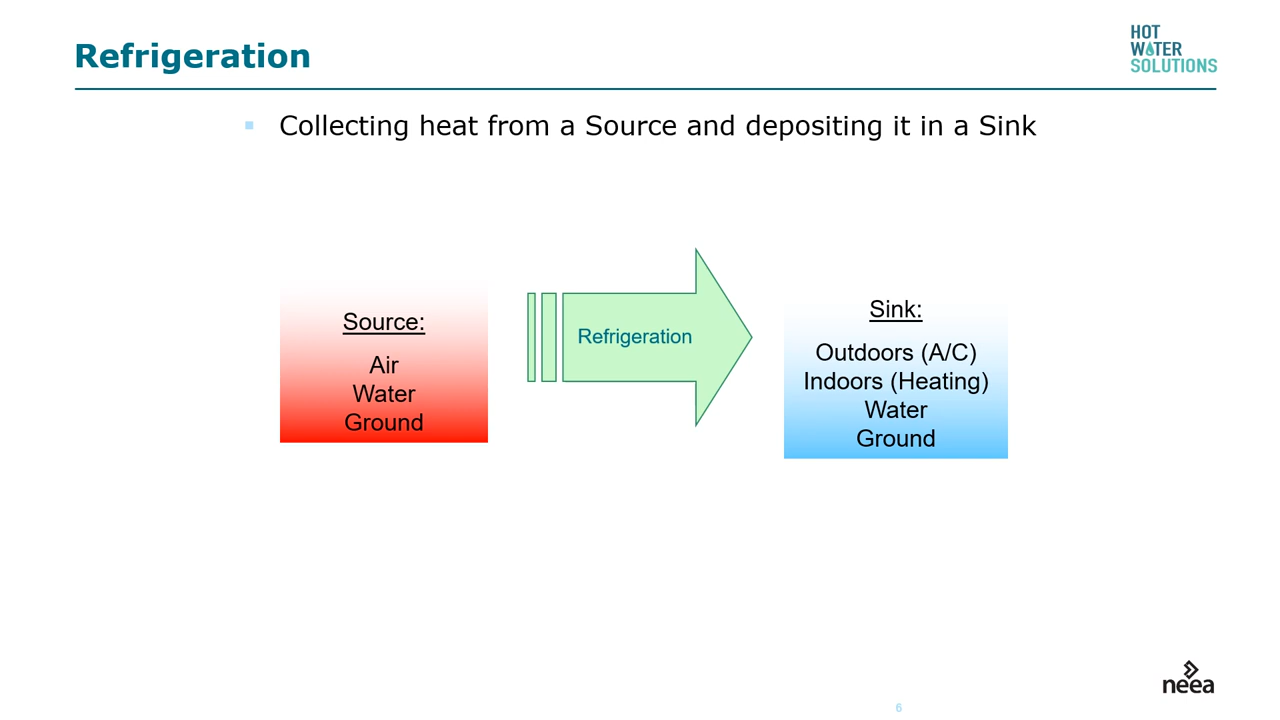 Refrigeration
HOT
WATER
SOLUTIONS
Collecting heat from a Source and depositing it in a Sink
Source:
Air
Water
Ground
Refrigeration
Sink:
Outdoors (A/C)
Indoors (Heating)
Water
Ground
neea
6